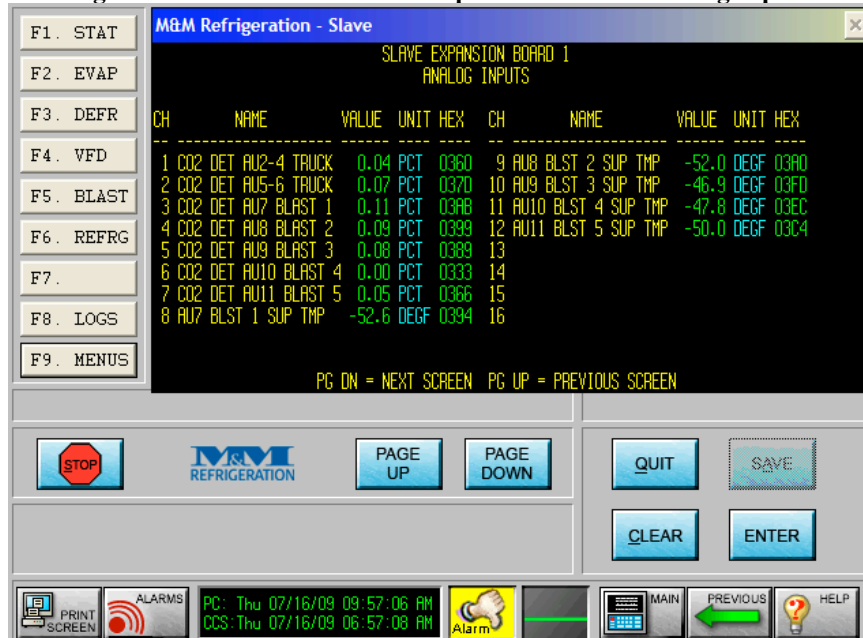 M&M Refrigeration - Slave
F1. STAT
F2. EVAP
F3. DEFR
F4. VFD
F5. BLAST
F6. REFRG
F7.
F8. LOGS
F9. MENUS
SLAVE EXPANSION BOARD 1
ANALOG INPUTS
CH NAME VALUE UNIT HEX CH NAME VALUE UNIT HEX
1 CO2 DET AU2-4 TRUCK 0.04 PCT 0360 9 AU8 BLST 2 SUP TMP -52.0 DEGF 03A0
2 CO2 DET AU5-6 TRUCK 0.07 PCT 037D 10 AU9 BLST 3 SUP TMP -46.9 DEGF 03FD
3 CO2 DET AU7 BLAST 1 0.11 PCT 03AB 11 AU10 BLST 4 SUP TMP -47.8 DEGF 03EC
4 CO2 DET AU8 BLAST 2 0.09 PCT 0399 12 AU11 BLST 5 SUP TMP -50.0 DEGF 03C4
5 CO2 DET AU9 BLAST 3 0.08 PCT 0389 13
6 CO2 DET AU10 BLAST 4 0.00 PCT 0333 14
7 CO2 DET AU11 BLAST 5 0.05 PCT 0366 15
8 AU7 BLST 1 SUP TMP -52.6 DEGF 0394 16
PG DN = NEXT SCREEN PG UP = PREVIOUS SCREEN
STOP
M&M
REFRIGERATION
PAGE UP
PAGE DOWN
QUIT
SAVE
CLEAR
ENTER
PRINT SCREEN
ALARMS
PC: Thu 07/16/09 09:57:06 AM
CCS:Thu 07/16/09 06:57:08 AM
Alarm
MAIN
PREVIOUS
HELP